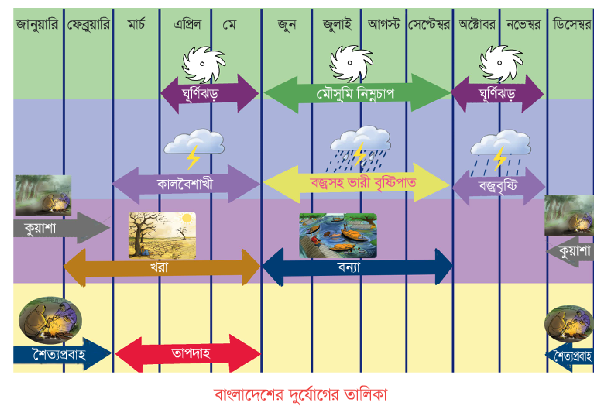 জানুয়ারি ফেব্রুয়ারি মার্চ এপ্রিল মে জুন জুলাই আগস্ট সেপ্টেম্বর অক্টোবর নভেম্বর ডিসেম্বর
ঘূর্ণিঝড় মৌসুমি নিম্নচাপ ঘূর্ণিঝড়
কালবৈশাখী বজ্রসহ ভারী বৃষ্টিপাত বজ্রবৃষ্টি
কুয়াশা কুয়াশা
খরা বন্যা
শৈত্যপ্রবাহ তাপদাহ শৈত্যপ্রবাহ
বাংলাদেশের দুর্যোগের তালিকা